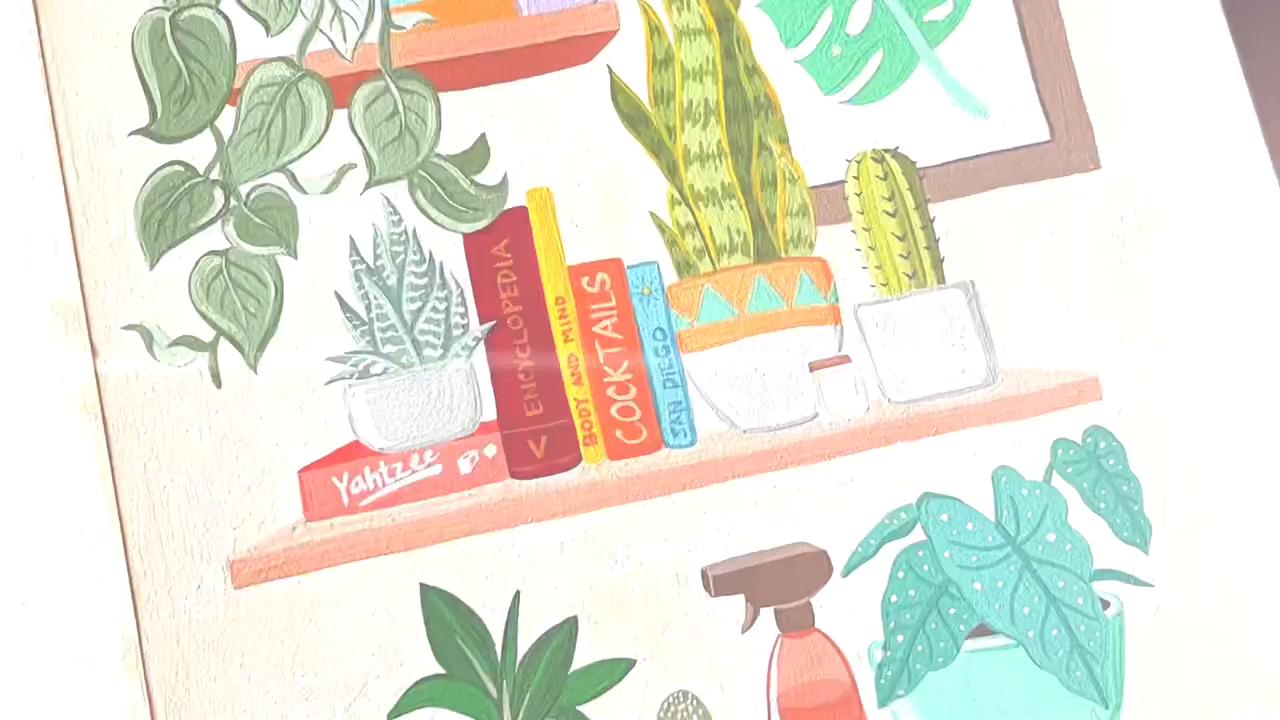 Yahtzee
V ENCYCLOPEDIA
BODY AND MIND
COCKTAILS
SAN DIEGO